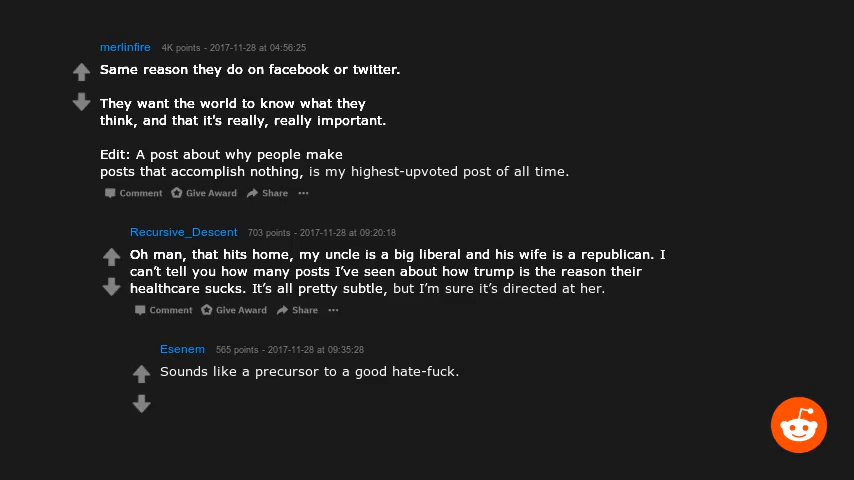 merlinfire 4K points - 2017-11-28 at 04:56:25
Same reason they do on facebook or twitter.
They want the world to know what they
think, and that it's really, really important.
Edit: A post about why people make
posts that accomplish nothing, is my highest-upvoted post of all time.
Comment Give Award Share ···
Recursive_Descent 703 points - 2017-11-28 at 09:20:18
Oh man, that hits home, my uncle is a big liberal and his wife is a republican. I
can’t tell you how many posts I’ve seen about how trump is the reason their
healthcare sucks. It’s all pretty subtle, but I’m sure it’s directed at her.
Comment Give Award Share ···
Esenem 565 points - 2017-11-28 at 09:35:28
Sounds like a precursor to a good hate-fuck.